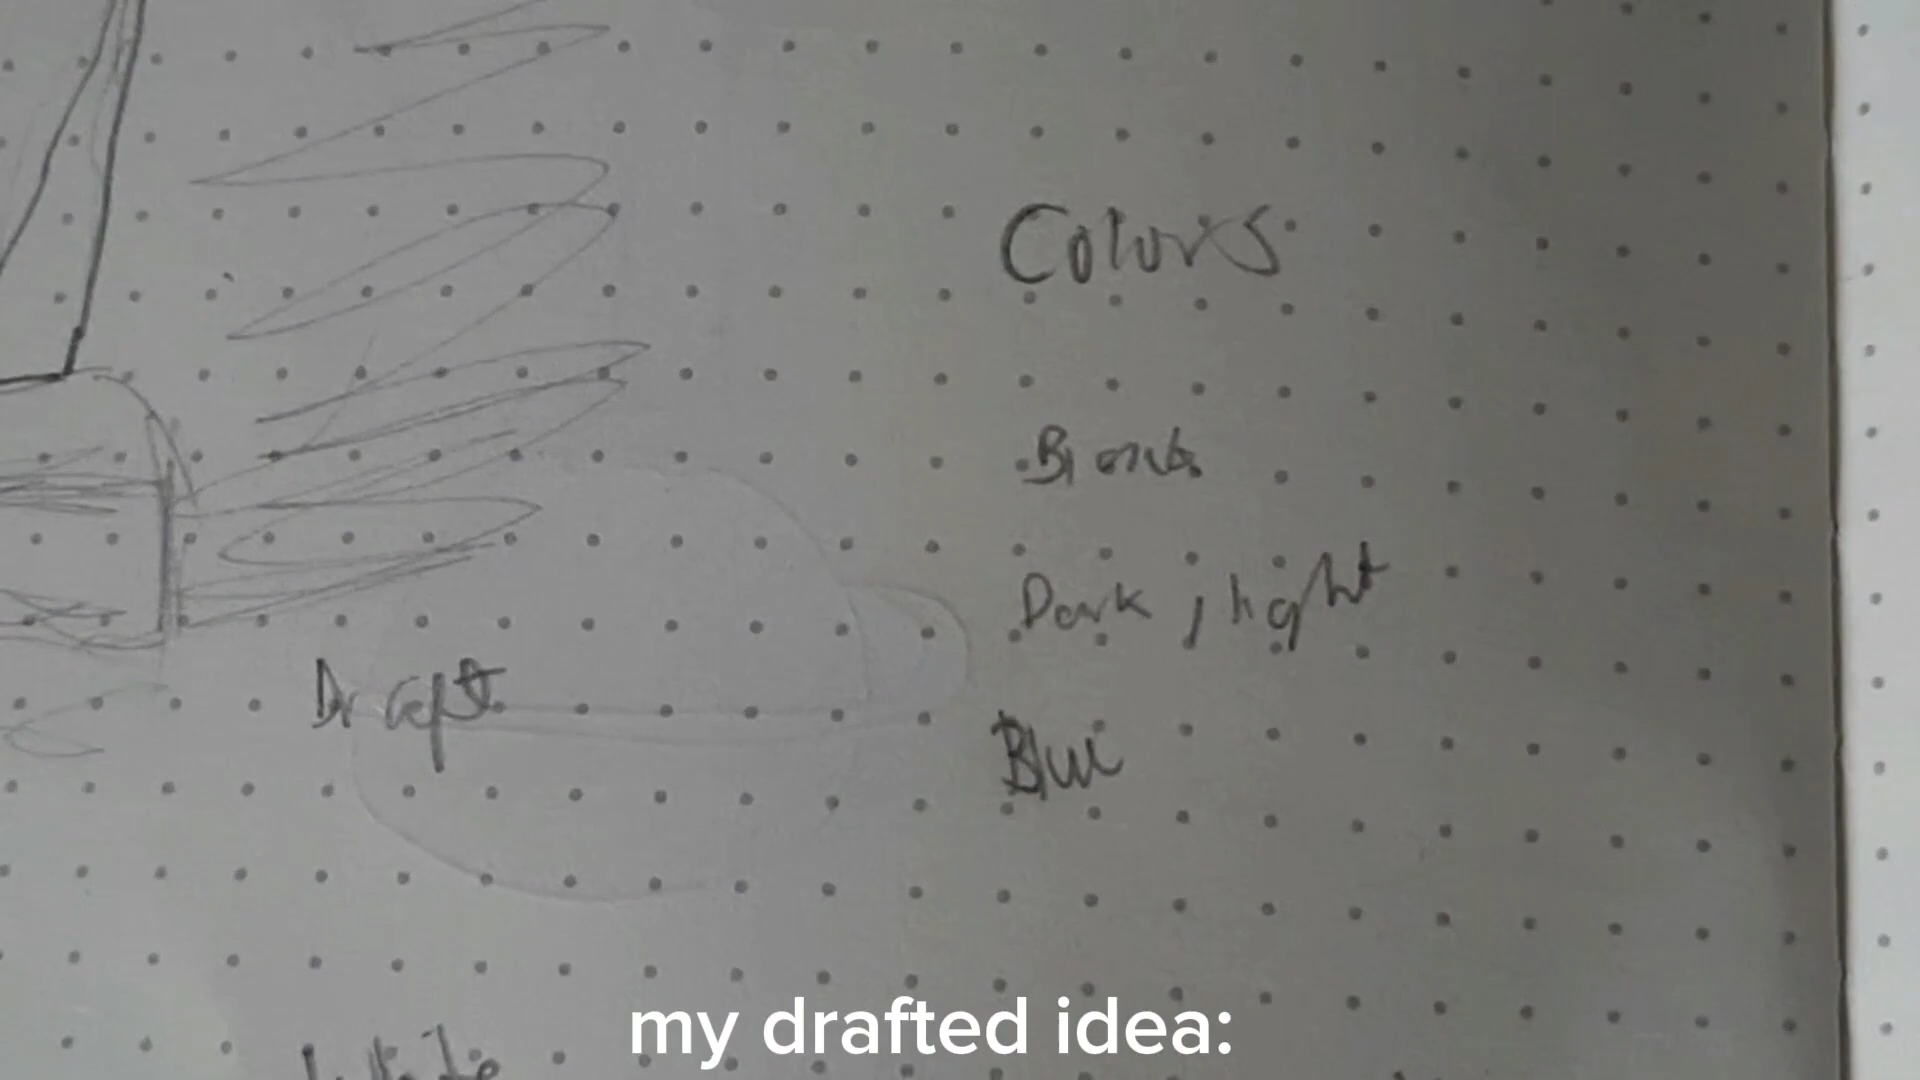 Colors
Dark , light
Blue
Draft
my drafted idea: